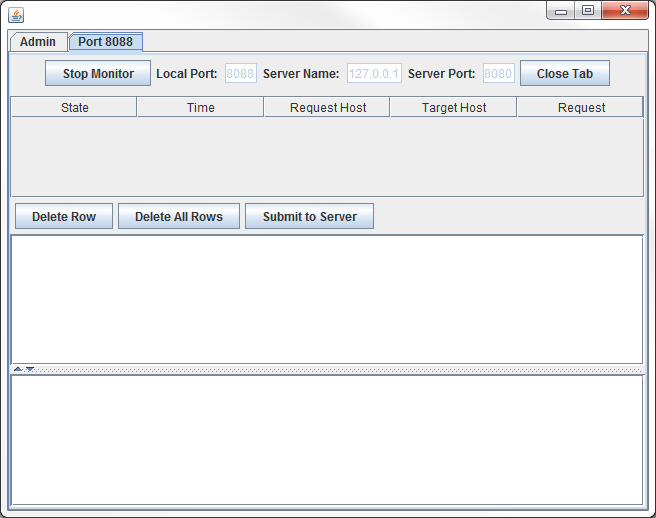 Admin Port 8088
Stop Monitor Local Port: 8088 Server Name: 127.0.0.1 Server Port: 8080 Close Tab
State Time Request Host Target Host Request
Delete Row Delete All Rows Submit to Server